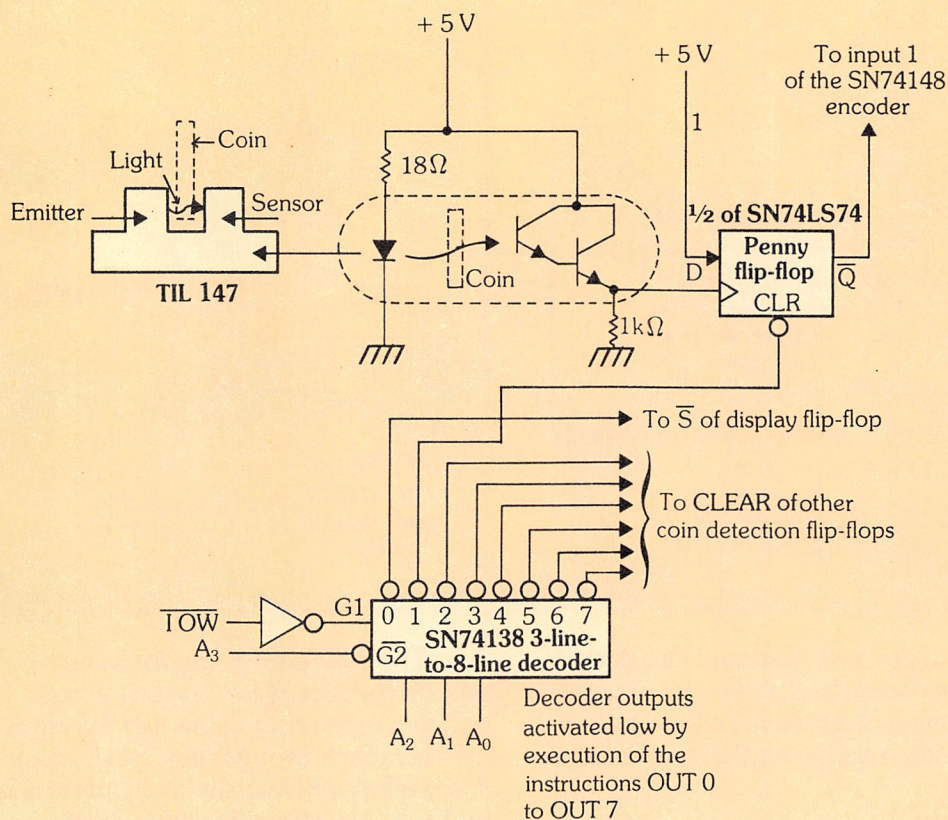 + 5 V
+ 5 V
To input 1
of the SN74148
encoder
1
Coin
Light
18Ω
Emitter
Sensor
TIL 147
Coin
½ of SN74LS74
Penny
flip-flop
D
Q̅
CLR
1kΩ
To S̅ of display flip-flop
To CLEAR of other
coin detection flip-flops
I̅O̅W̅
G1
0 1 2 3 4 5 6 7
A₃
G̅2̅
SN74138 3-line-
to-8-line decoder
A₂ A₁ A₀
Decoder outputs
activated low by
execution of the
instructions OUT 0
to OUT 7